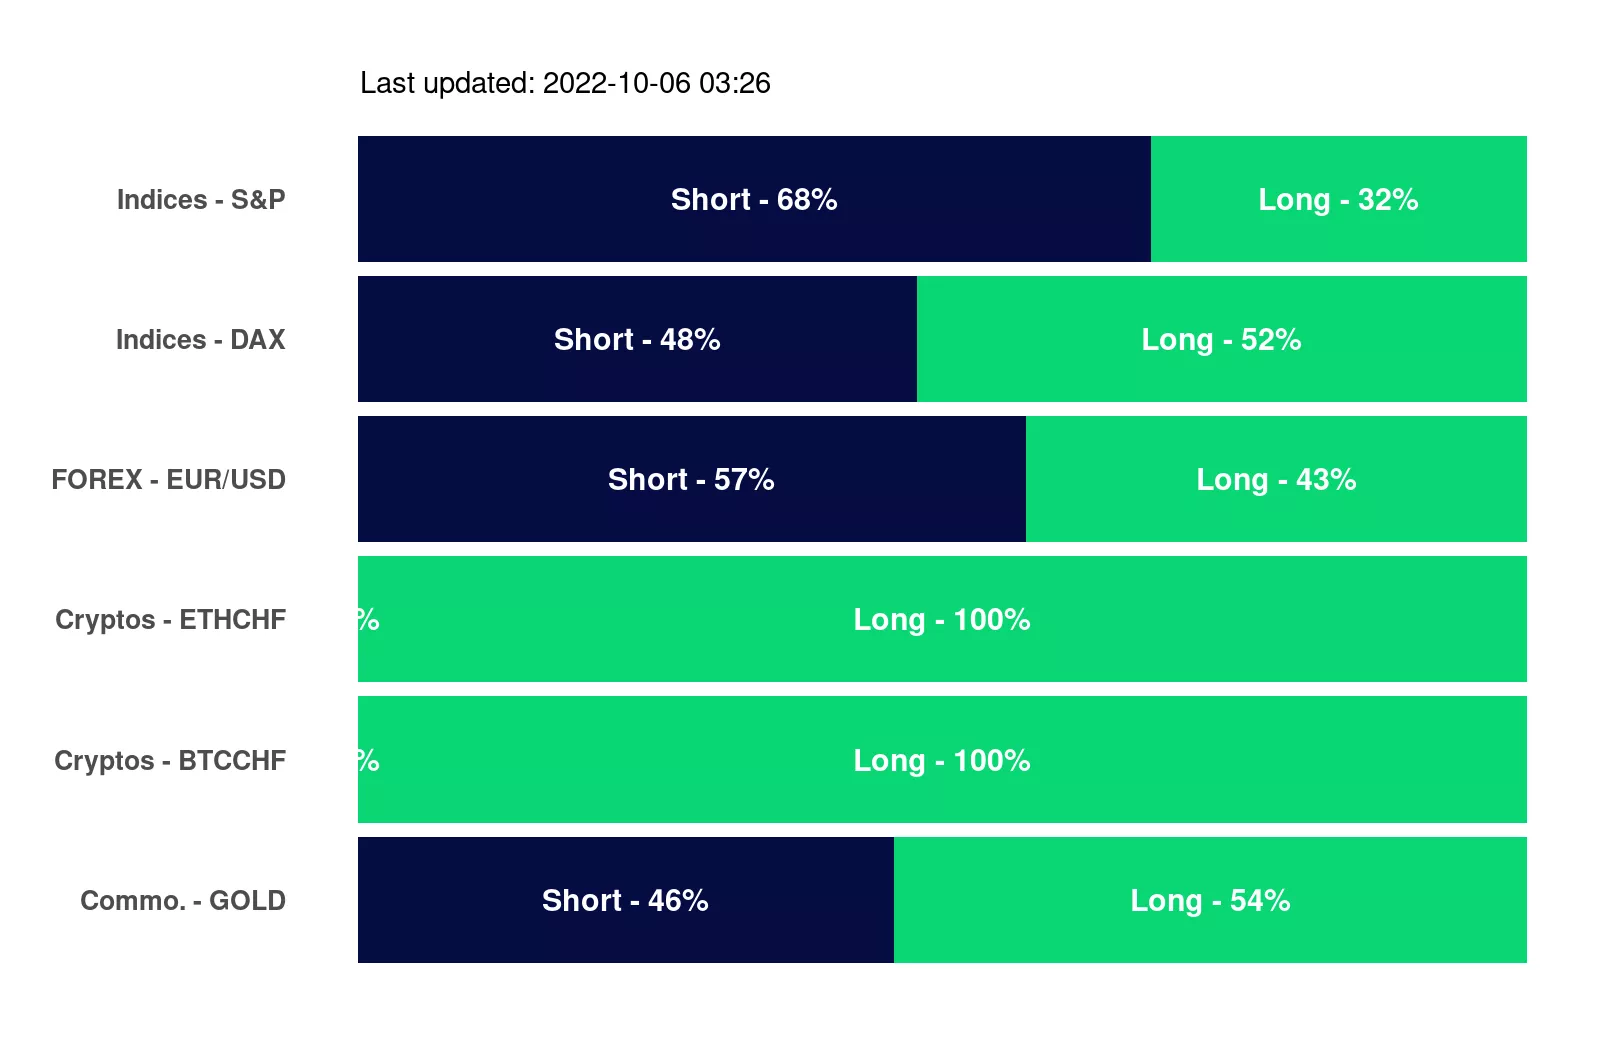 Last updated: 2022-10-06 03:26
Indices - S&P Short - 68% Long - 32%
Indices - DAX Short - 48% Long - 52%
FOREX - EUR/USD Short - 57% Long - 43%
Cryptos - ETHCHF % Long - 100%
Cryptos - BTCCHF % Long - 100%
Commo. - GOLD Short - 46% Long - 54%